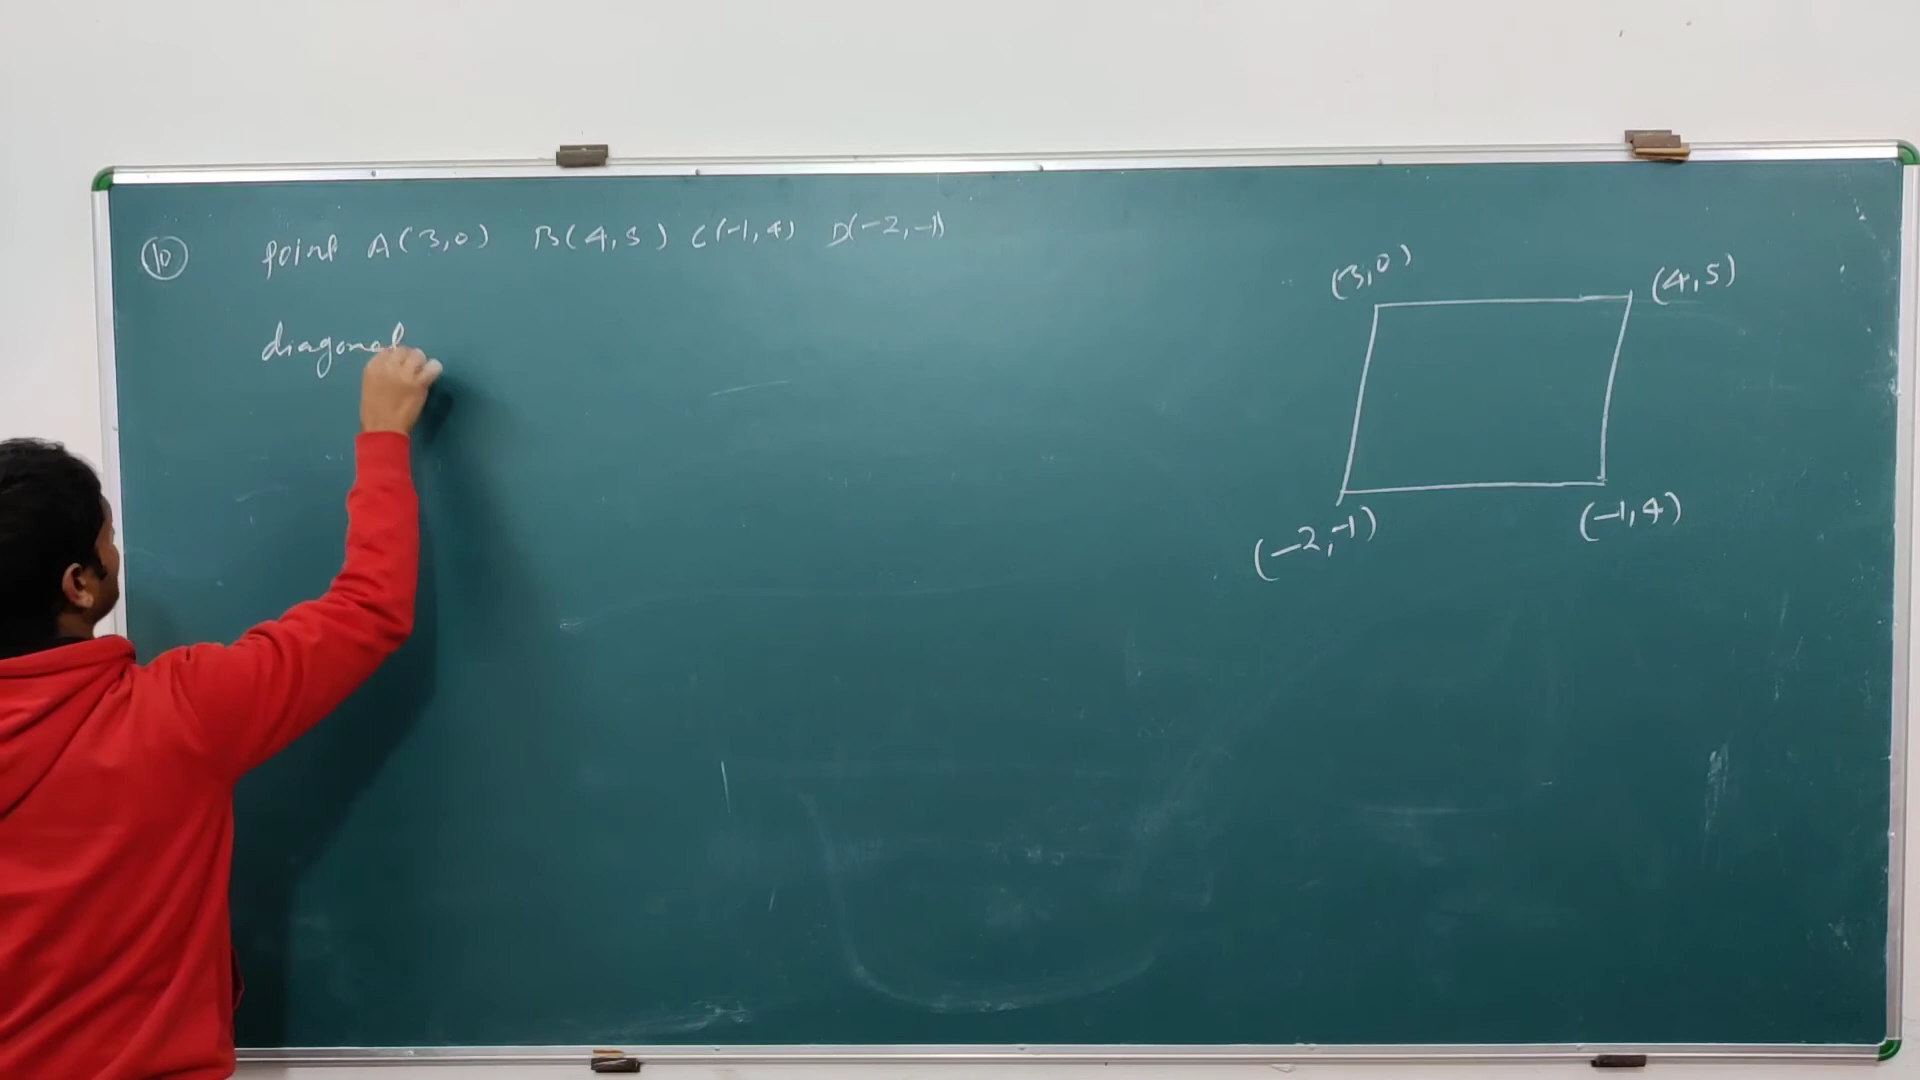 10 point A(3,0) B(4,5) C(-1,4) D(-2,-1)
diagonal
(3,0) (4,5)
(-2,-1) (-1,4)